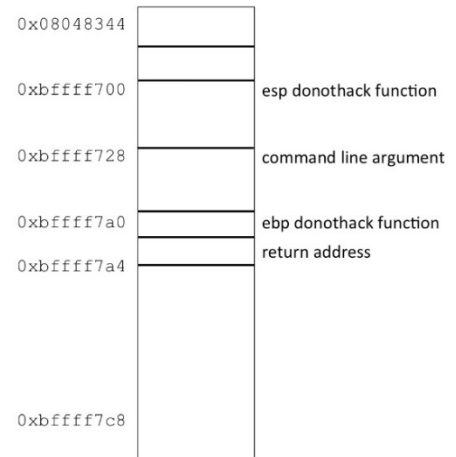 0x08048344
0xbffff700 esp donothack function
0xbffff728 command line argument
0xbffff7a0 ebp donothack function
return address
0xbffff7a4
0xbffff7c8